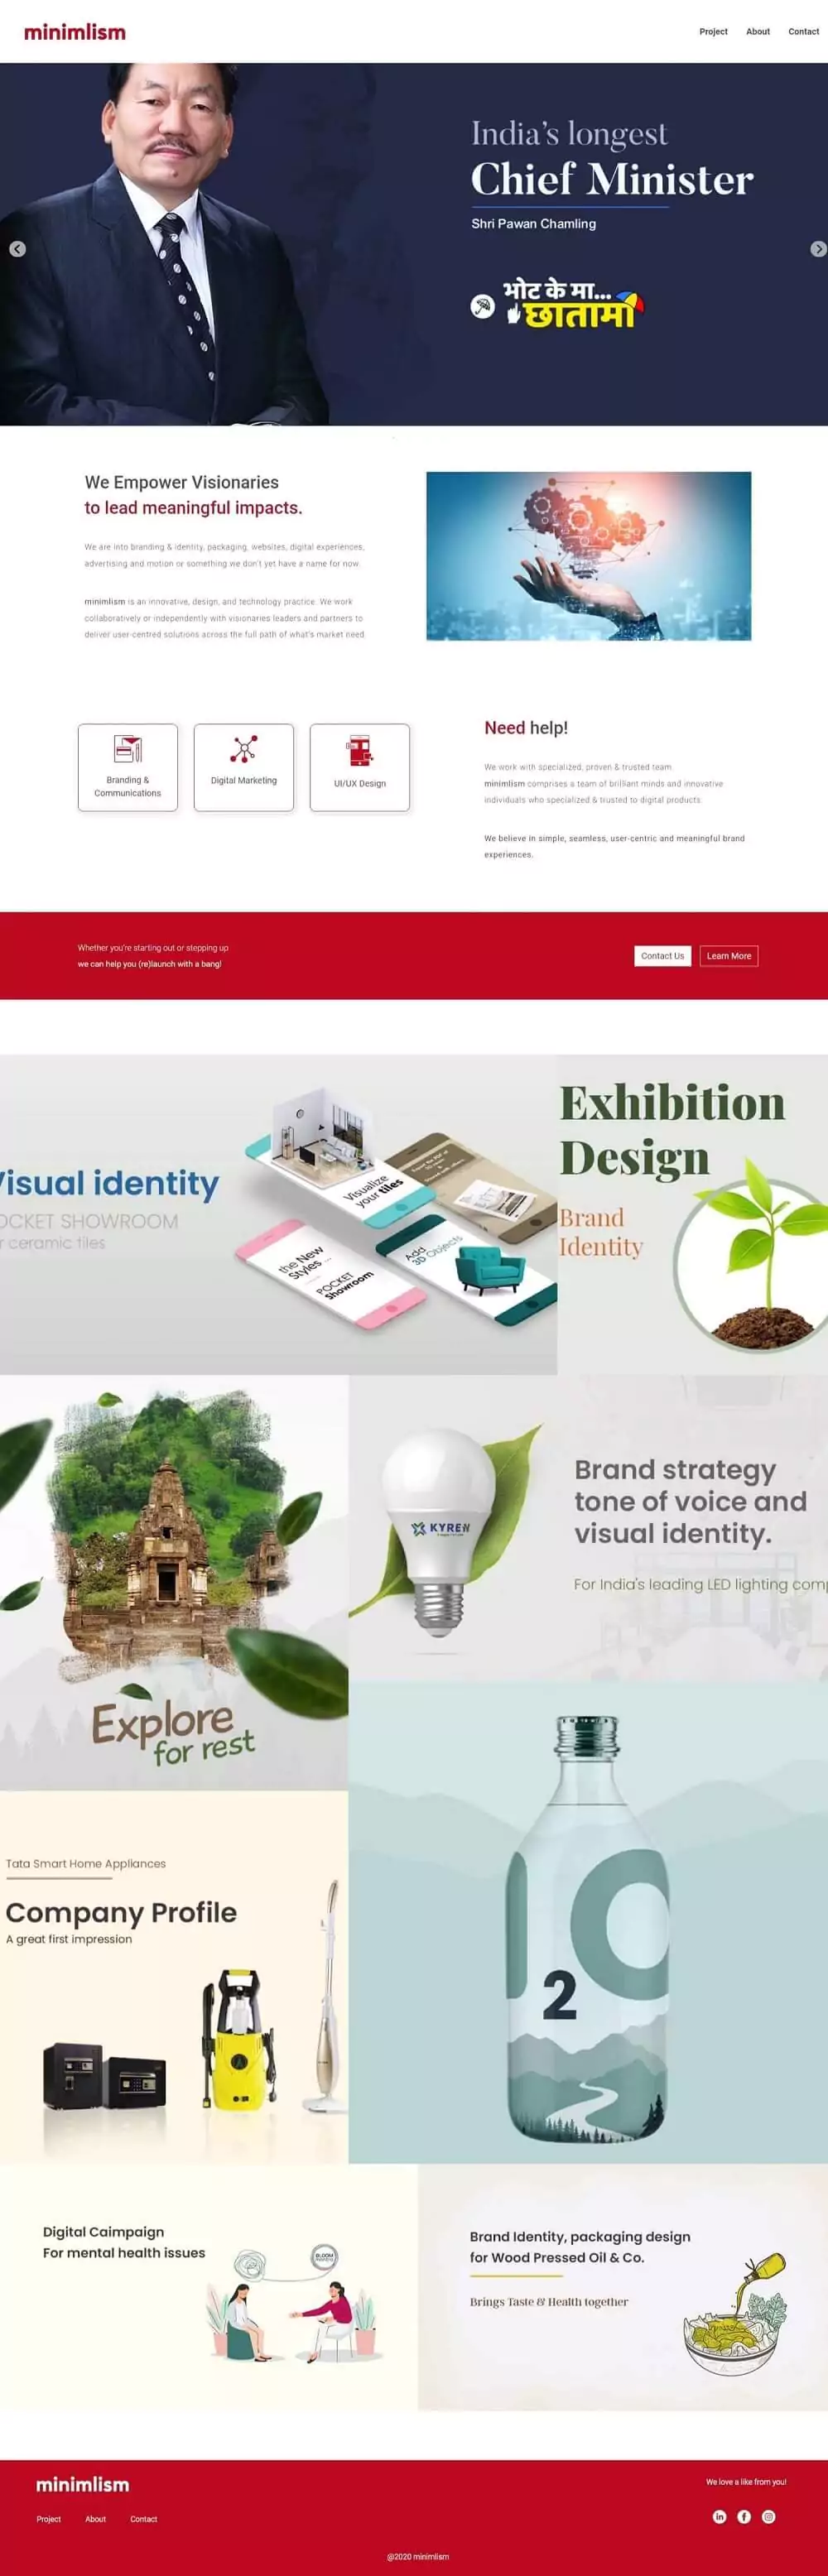 minimlism
Project About Contact
India's longest
Chief Minister
Shri Pawan Chamling
भोट के मा...
छातामा
We Empower Visionaries
to lead meaningful impacts.
We are into branding & identity, packaging, websites, digital experiences,
advertising and motion or something we don't yet have a name for now.
minimlism is an innovative, design, and technology practice. We work
collaboratively or independently with visionaries leaders and partners to
deliver user-centred solutions across the full path of what's market need.
Branding &
Communications
Digital Marketing
UI/UX Design
Need help!
We work with specialized, proven & trusted team.
minimlism comprises a team of brilliant minds and innovative
individuals who specialized & trusted to digital products.
We believe in simple, seamless, user-centric and meaningful brand
experiences.
Whether you're starting out or stepping up
we can help you (re)launch with a bang!
Contact Us
Learn More
Visual identity
OCKET SHOWROOM
r ceramic tiles
Visualize
your tiles
the New
Styles
POCKET
Showroom
Add
3D Objects
Exhibition
Design
Brand
Identity
Explore
for rest
KYREN
Brand strategy
tone of voice and
visual identity.
For India's leading LED lighting com
Tata Smart Home Appliances
Company Profile
A great first impression
2
O
Digital Caimpaign
For mental health issues
BLOOM
Brand Identity, packaging design
for Wood Pressed Oil & Co.
Brings Taste & Health together
minimlism
Project About Contact
We love a like from you!
in f
@2020 minimlism